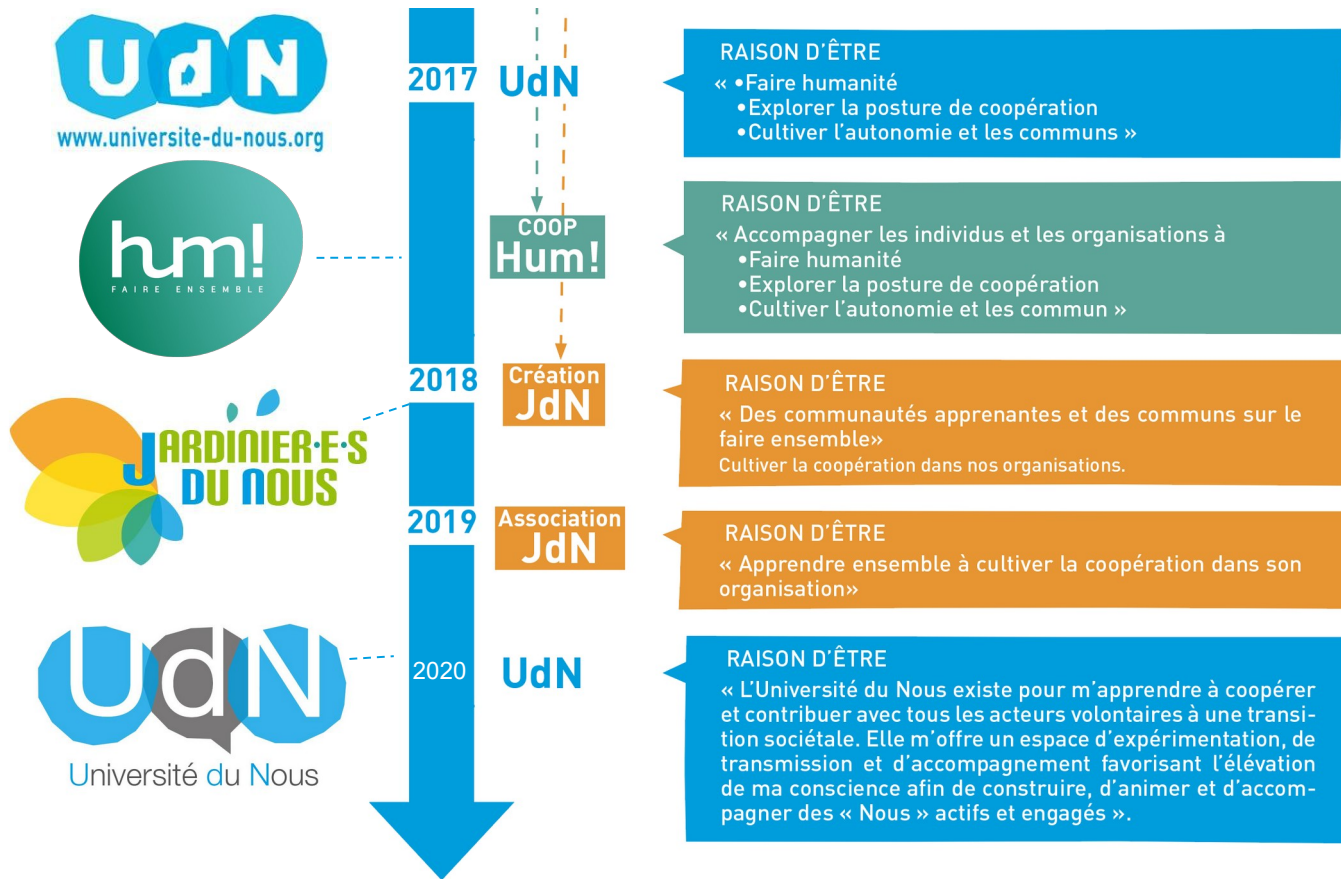 UdN
www.universite-du-nous.org
2017
UdN
RAISON D'ÊTRE
« •Faire humanité
•Explorer la posture de coopération
•Cultiver l'autonomie et les communs »
hum!
FAIRE ENSEMBLE
COOP
Hum!
RAISON D'ÊTRE
« Accompagner les individus et les organisations à
•Faire humanité
•Explorer la posture de coopération
•Cultiver l'autonomie et les commun »
2018
Création
JdN
RAISON D'ÊTRE
« Des communautés apprenantes et des communs sur le
faire ensemble»
Cultiver la coopération dans nos organisations.
JARDINIER·E·S
DU NOUS
2019
Association
JdN
RAISON D'ÊTRE
« Apprendre ensemble à cultiver la coopération dans son
organisation»
UdN
Université du Nous
2020
UdN
RAISON D'ÊTRE
« L'Université du Nous existe pour m'apprendre à coopérer
et contribuer avec tous les acteurs volontaires à une transi-
tion sociétale. Elle m'offre un espace d'expérimentation, de
transmission et d'accompagnement favorisant l'élévation
de ma conscience afin de construire, d'animer et d'accom-
pagner des « Nous » actifs et engagés ».